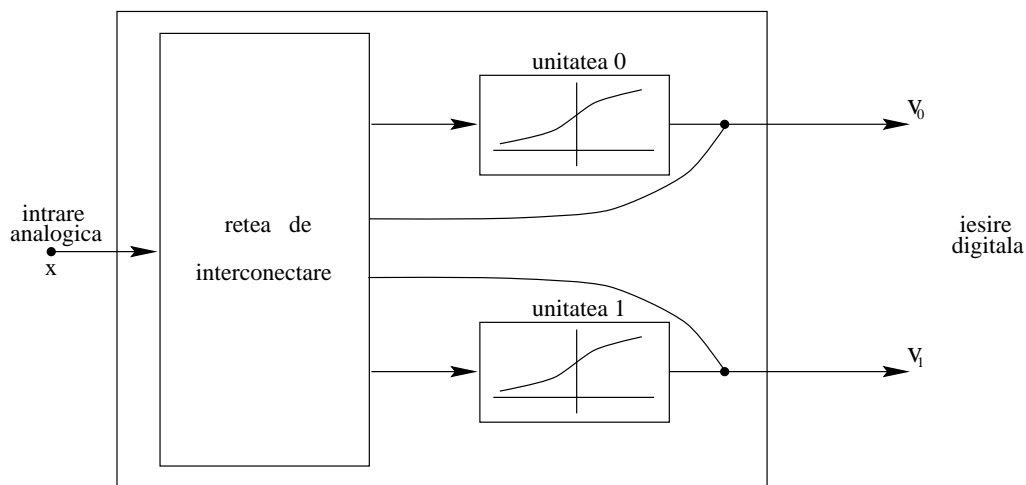 unitatea 0
V0
intrare
analogica
x
retea de
interconectare
iesire
digitala
unitatea 1
V1